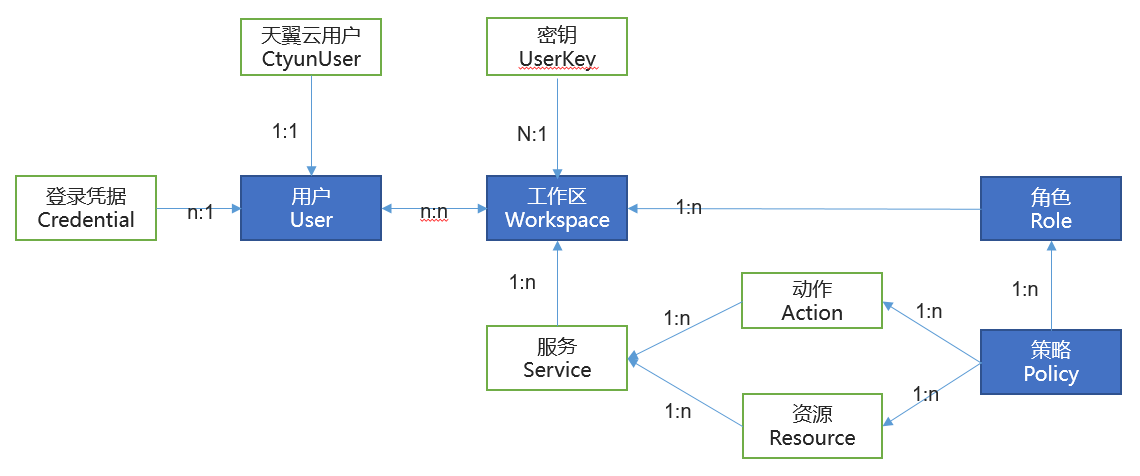 天翼云用户
CtyunUser
密钥
UserKey
1:1
N:1
登录凭据
Credential
n:1
用户
User
n:n
工作区
Workspace
1:n
角色
Role
1:n
动作
Action
1:n
1:n
1:n
服务
Service
策略
Policy
1:n
1:n
资源
Resource